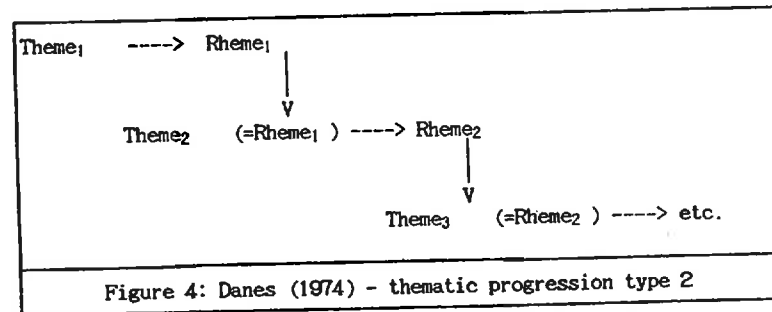 Theme₁ ----> Rheme₁
V
Theme₂ (=Rheme₁ ) ----> Rheme₂
V
Theme₃ (=Rheme₂ ) ----> etc.
Figure 4: Danes (1974) - thematic progression type 2